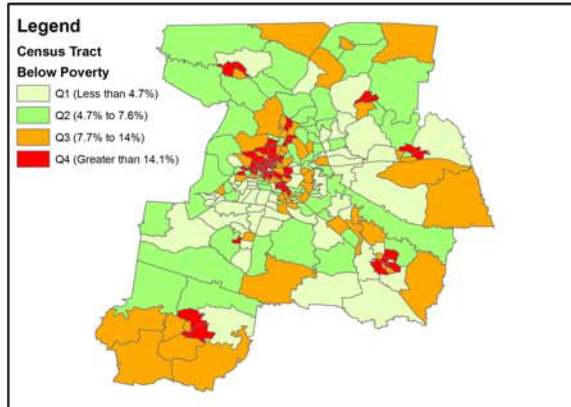 Legend
Census Tract
Below Poverty
Q1 (Less than 4.7%)
Q2 (4.7% to 7.6%)
Q3 (7.7% to 14%)
Q4 (Greater than 14.1%)